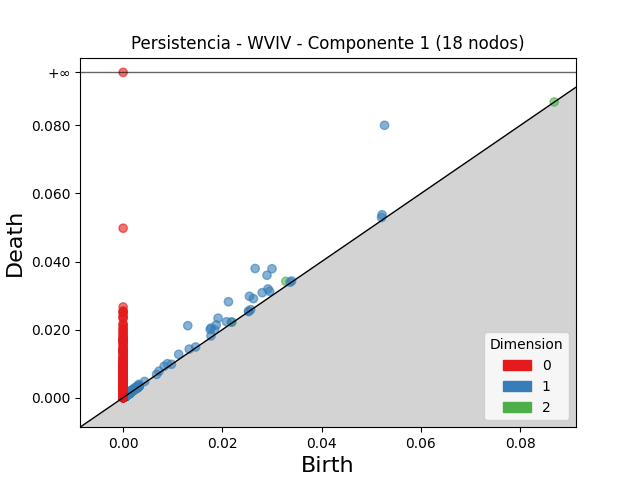 Persistencia - WVIV - Componente 1 (18 nodos)
+∞
0.080
0.060
0.040
0.020
0.000
Death
Dimension
0
1
2
0.00 0.02 0.04 0.06 0.08
Birth